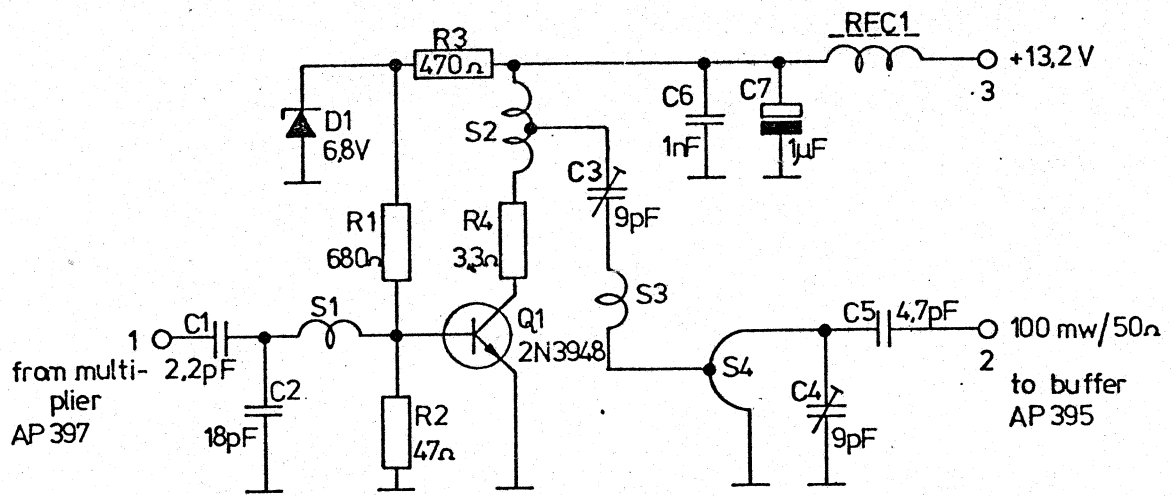 RFC1
R3
470Ω
+13,2 V
3
C6
1nF
C7
1µF
D1
6,8V
S2
C3
9pF
R1
680Ω
R4
3,3Ω
S3
S1
Q1
2N3948
1
C1
2,2pF
from multi-
plier
AP 397
C2
18pF
R2
47Ω
S4
C5
4,7pF
C4
9pF
100 mw/50Ω
2
to buffer
AP 395